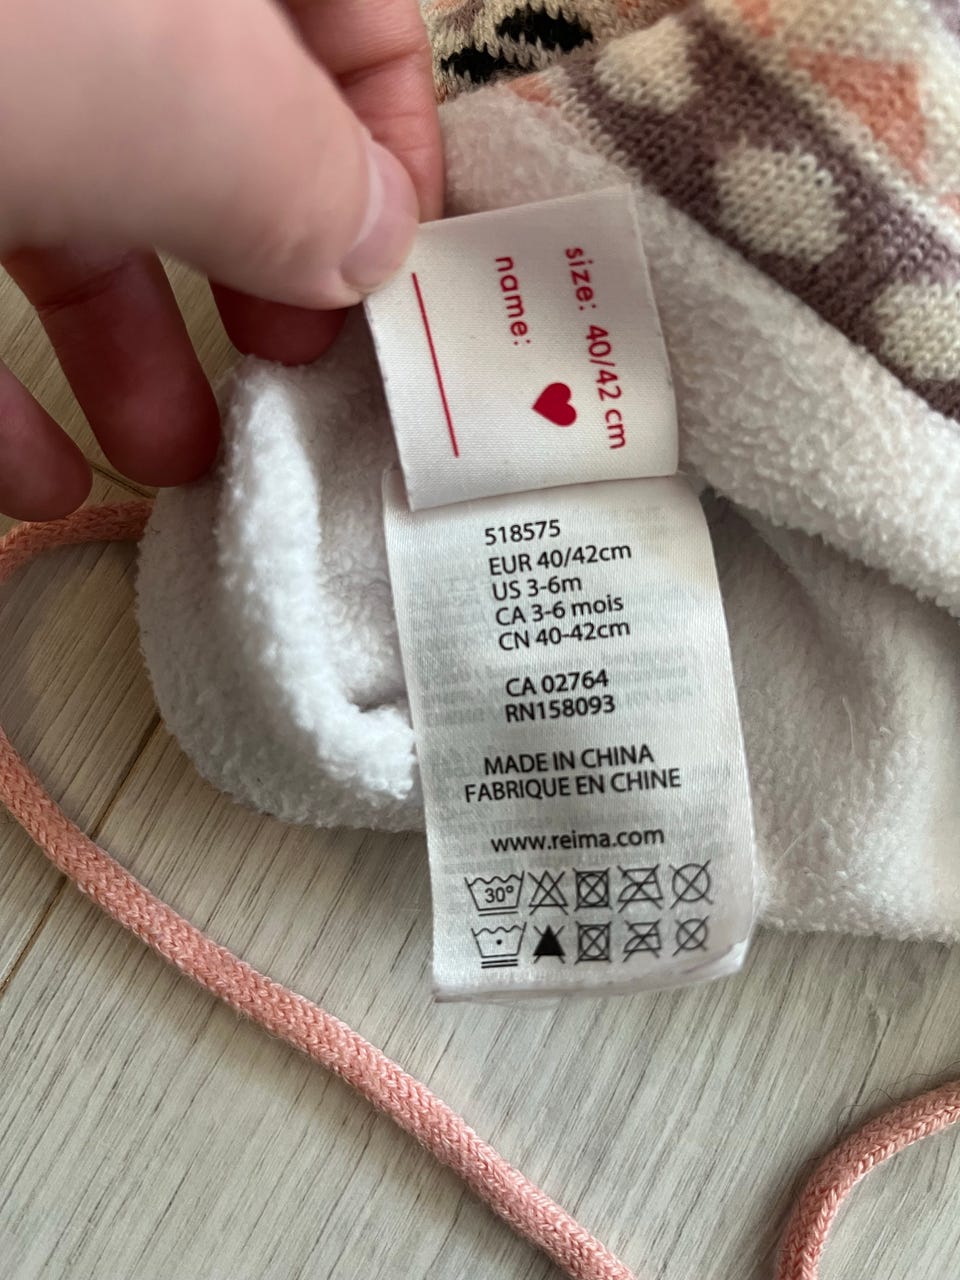 size: 40/42 cm
name:
518575
EUR 40/42cm
US 3-6m
CA 3-6 mois
CN 40-42cm
CA 02764
RN158093
MADE IN CHINA
FABRIQUE EN CHINE
www.reima.com
30°